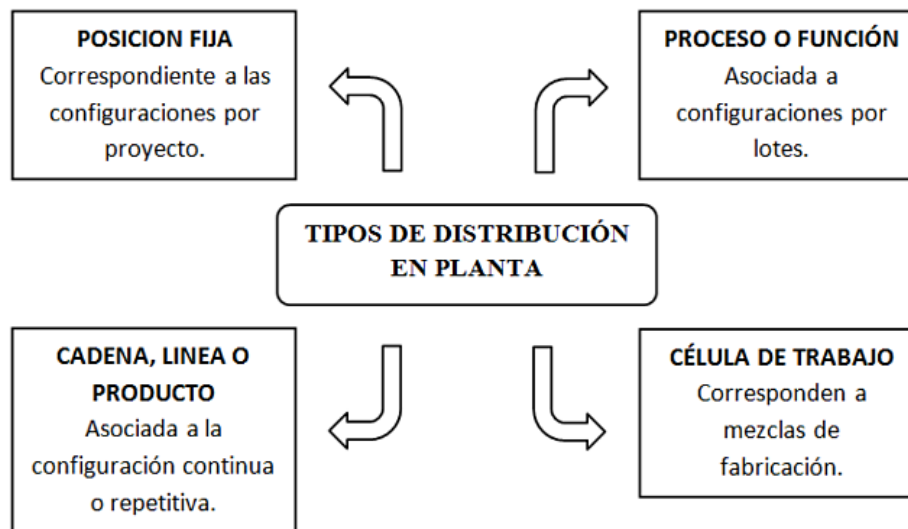 POSICION FIJA
Correspondiente a las
configuraciones por
proyecto.
PROCESO O FUNCIÓN
Asociada a
configuraciones por
lotes.
TIPOS DE DISTRIBUCIÓN
EN PLANTA
CADENA, LINEA O
PRODUCTO
Asociada a la
configuración continua
o repetitiva.
CÉLULA DE TRABAJO
Corresponden a
mezclas de
fabricación.